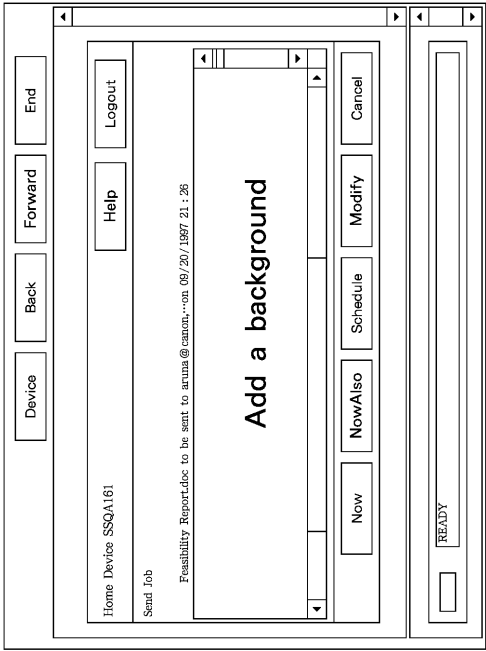 Device Back Forward End
Home Device SSQA161 Help Logout
Send Job
Feasibility Report.doc to be sent to aruna@canon,…on 09/20/1997 21:26
Add a background
Now NowAlso Schedule Modify Cancel
READY